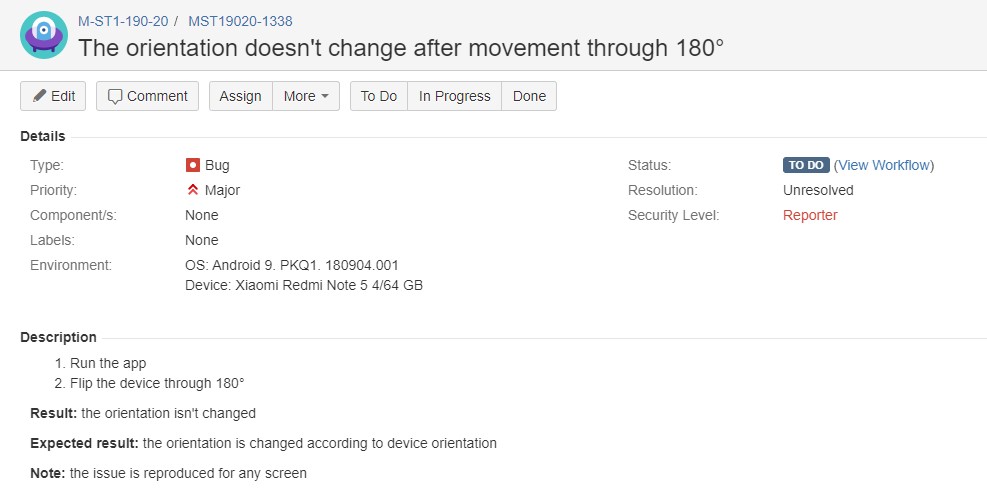 M-ST1-190-20 / MST19020-1338
The orientation doesn't change after movement through 180°
Edit Comment Assign More To Do In Progress Done
Details
Type: Bug Status: TO DO (View Workflow)
Priority: Major Resolution: Unresolved
Component/s: None Security Level: Reporter
Labels: None
Environment: OS: Android 9. PKQ1. 180904.001
Device: Xiaomi Redmi Note 5 4/64 GB
Description
1. Run the app
2. Flip the device through 180°
Result: the orientation isn't changed
Expected result: the orientation is changed according to device orientation
Note: the issue is reproduced for any screen